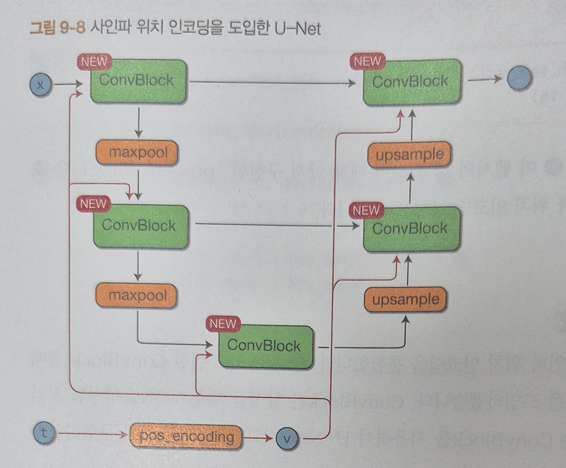 그림 9-8 사인파 위치 인코딩을 도입한 U-Net
NEW
NEW
x
ConvBlock
ConvBlock
maxpool
upsample
NEW
NEW
ConvBlock
ConvBlock
maxpool
upsample
NEW
ConvBlock
t
pos_encoding
v